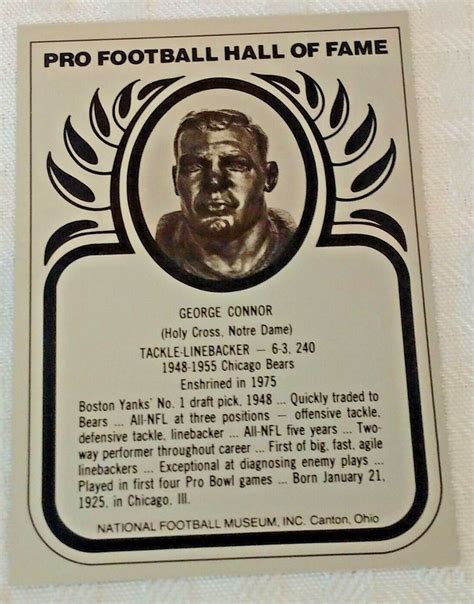 PRO FOOTBALL HALL OF FAME
GEORGE CONNOR
(Holy Cross, Notre Dame)
TACKLE-LINEBACKER — 6-3, 240
1948-1955 Chicago Bears
Enshrined in 1975
Boston Yanks' No. 1 draft pick, 1948 ... Quickly traded to
Bears ... All-NFL at three positions — offensive tackle,
defensive tackle, linebacker ... All-NFL five years ... Two-
way performer throughout career ... First of big, fast, agile
linebackers ... Exceptional at diagnosing enemy plays ...
Played in first four Pro Bowl games ... Born January 21,
1925, in Chicago, Ill.
NATIONAL FOOTBALL MUSEUM, INC. Canton, Ohio